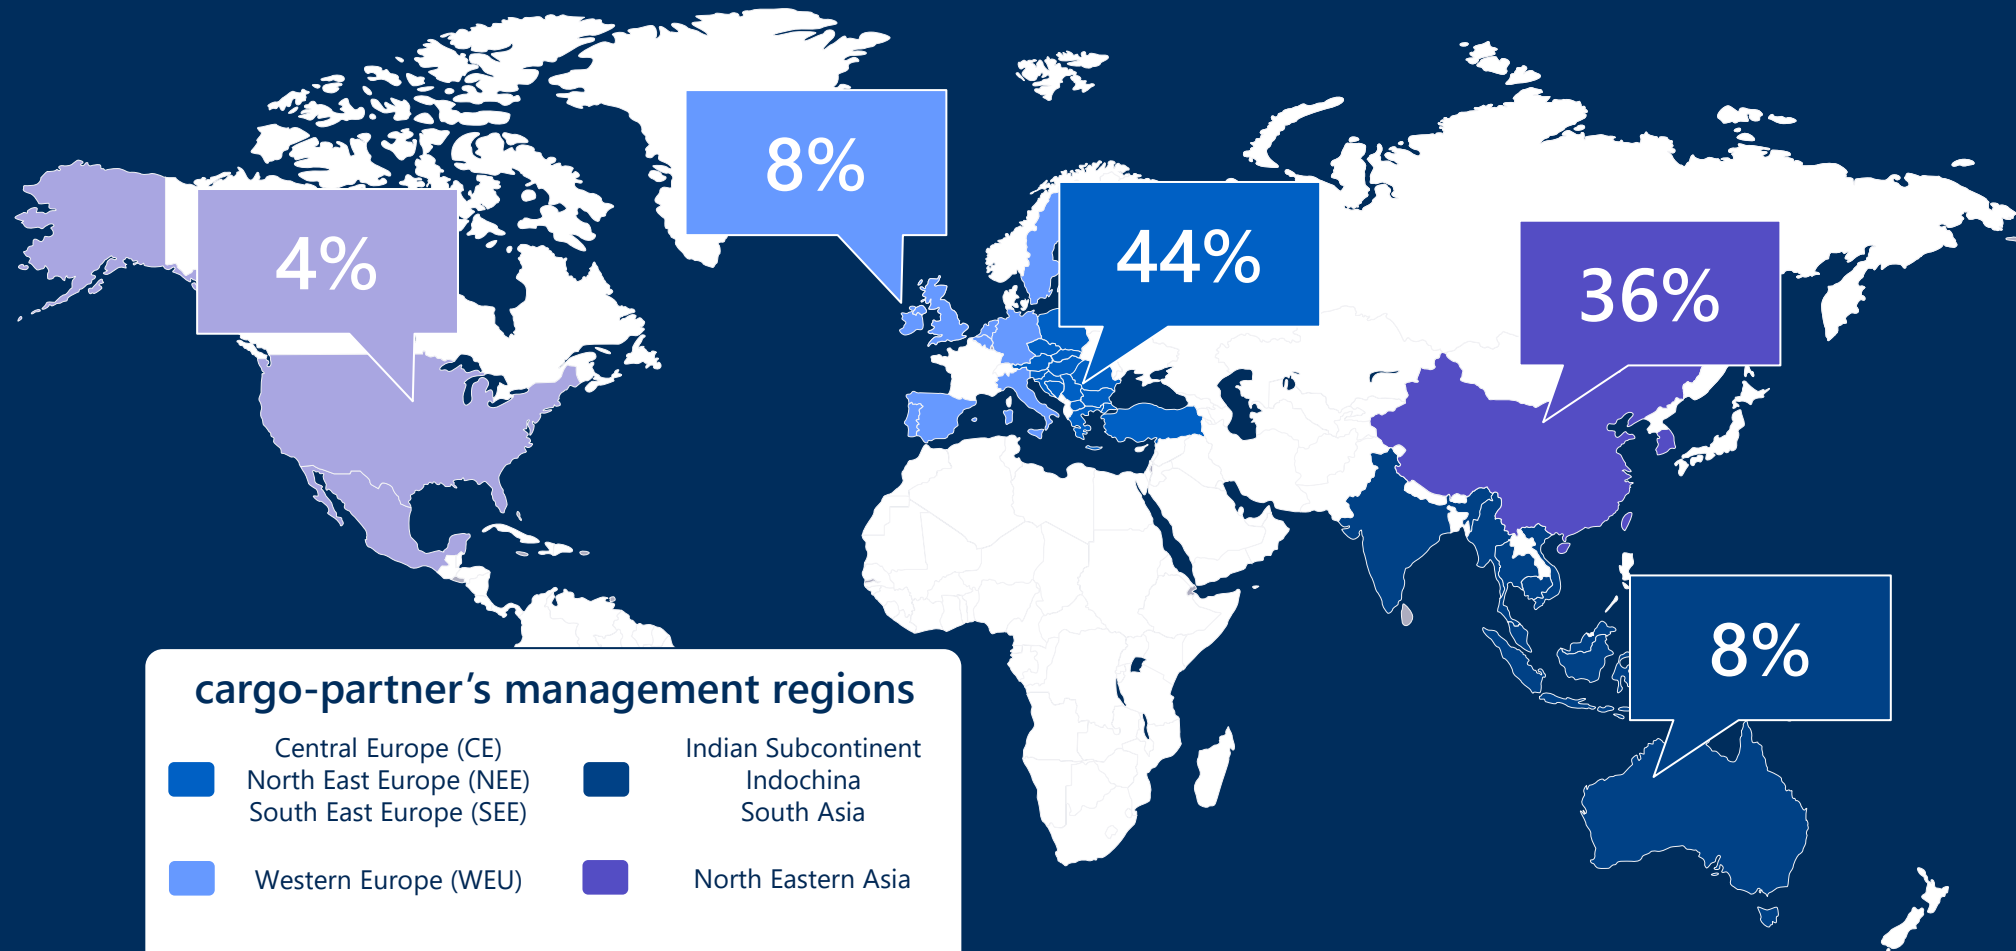 8%
4%
44%
36%
8%
cargo-partner’s management regions
Central Europe (CE)
North East Europe (NEE)
South East Europe (SEE)
Indian Subcontinent
Indochina
South Asia
Western Europe (WEU)
North Eastern Asia